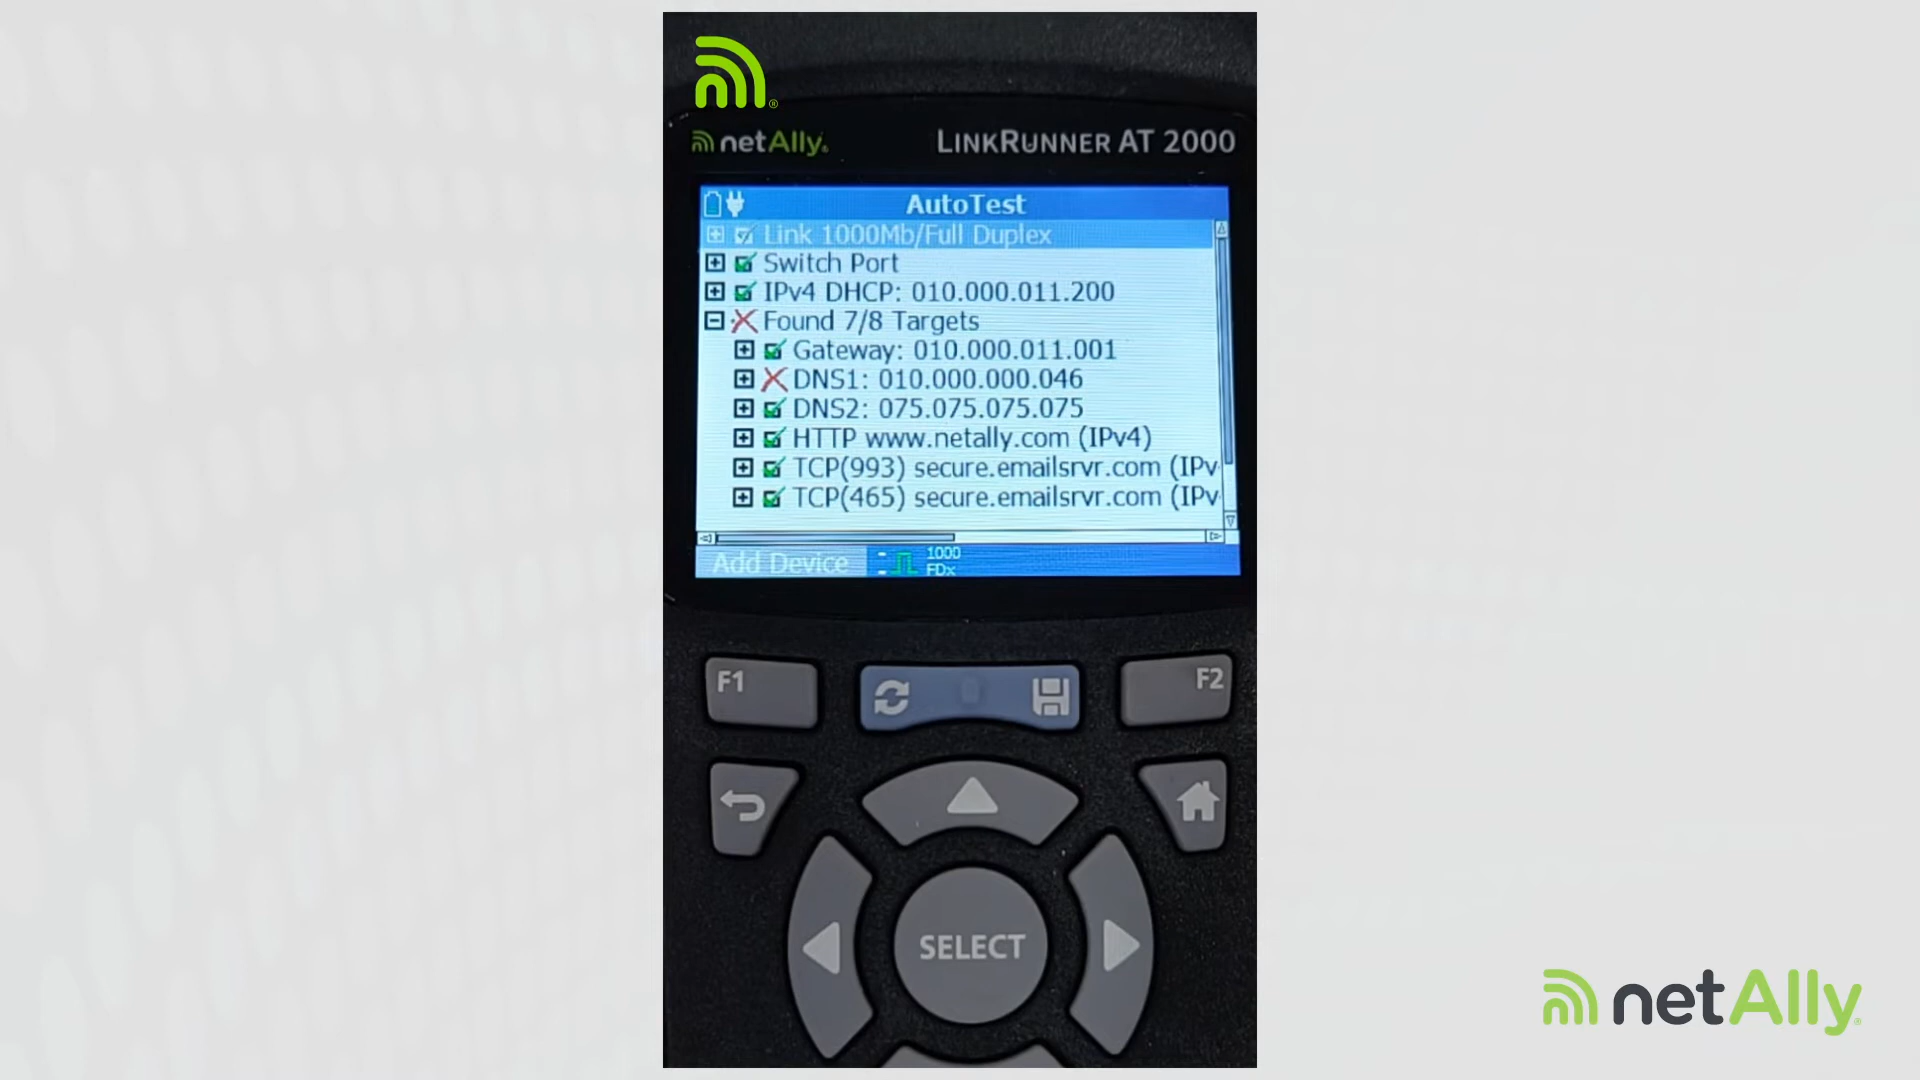 netAlly
LINKRUNNER AT 2000
AutoTest
Link 1000Mb/Full Duplex
Switch Port
IPv4 DHCP: 010.000.011.200
Found 7/8 Targets
Gateway: 010.000.011.001
DNS1: 010.000.000.046
DNS2: 075.075.075.075
HTTP www.netally.com (IPv4)
TCP(993) secure.emailsrvr.com (IPv
TCP(465) secure.emailsrvr.com (IPv
Add Device
1000
FDx
F1
F2
SELECT
netAlly